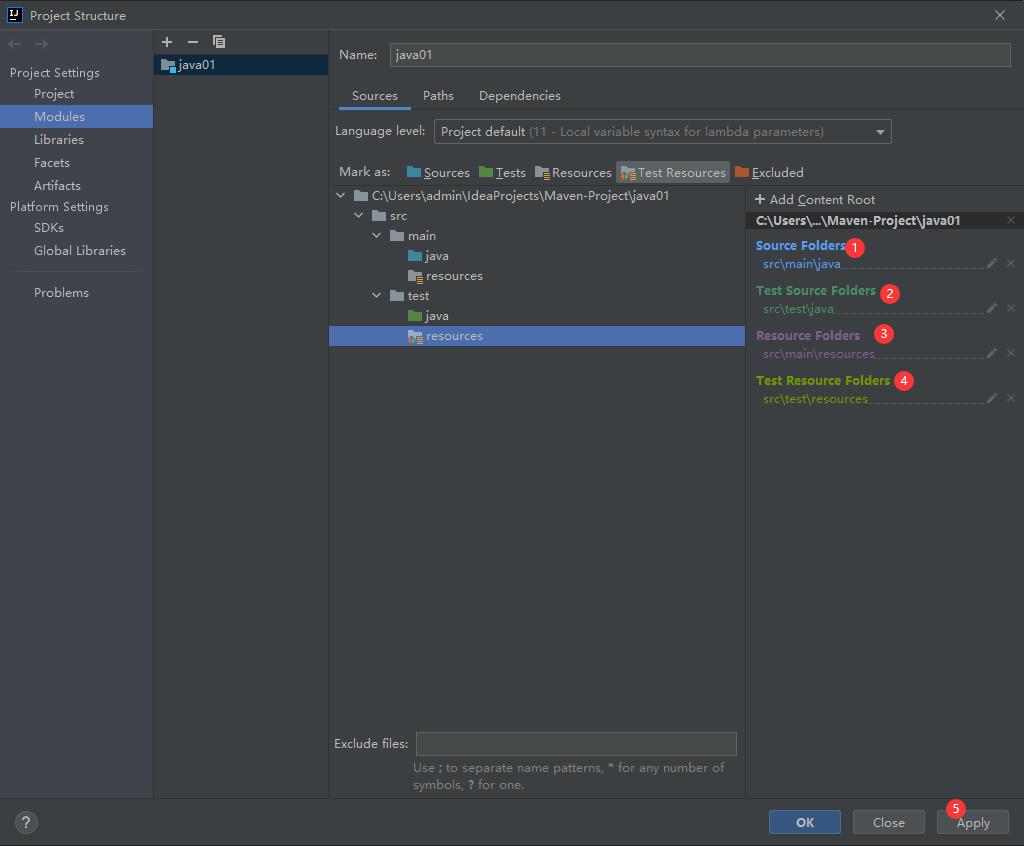 Project Structure
Project Settings
Project
Modules
Libraries
Facets
Artifacts
Platform Settings
SDKs
Global Libraries
Problems
java01
Name: java01
Sources Paths Dependencies
Language level: Project default (11 - Local variable syntax for lambda parameters)
Mark as: Sources Tests Resources Test Resources Excluded
C:\Users\admin\IdeaProjects\Maven-Project\java01
src
main
java
resources
test
java
resources
Exclude files:
Use ; to separate name patterns, * for any number of
symbols, ? for one.
+ Add Content Root
C:\Users\...\Maven-Project\java01
Source Folders 1
src\main\java
Test Source Folders 2
src\test\java
Resource Folders 3
src\main\resources
Test Resource Folders 4
src\test\resources
?
5
OK Close Apply